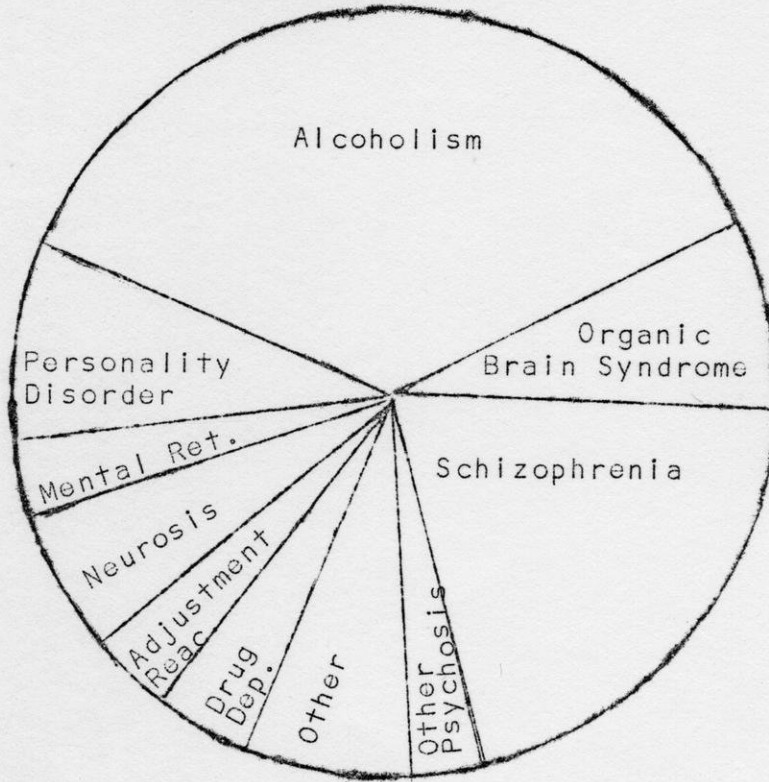 Alcoholism
Organic
Brain Syndrome
Personality
Disorder
Schizophrenia
Mental Ret.
Neurosis
Adjustment
Reac
Drug
Dep.
Other
Other
Psychosis